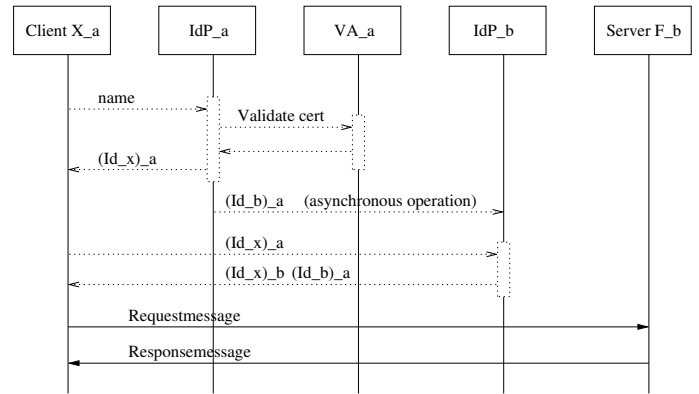 Client X_a IdP_a VA_a IdP_b Server F_b
name
Validate cert
(Id_x)_a
(Id_b)_a (asynchronous operation)
(Id_x)_a
(Id_x)_b (Id_b)_a
Requestmessage
Responsemessage